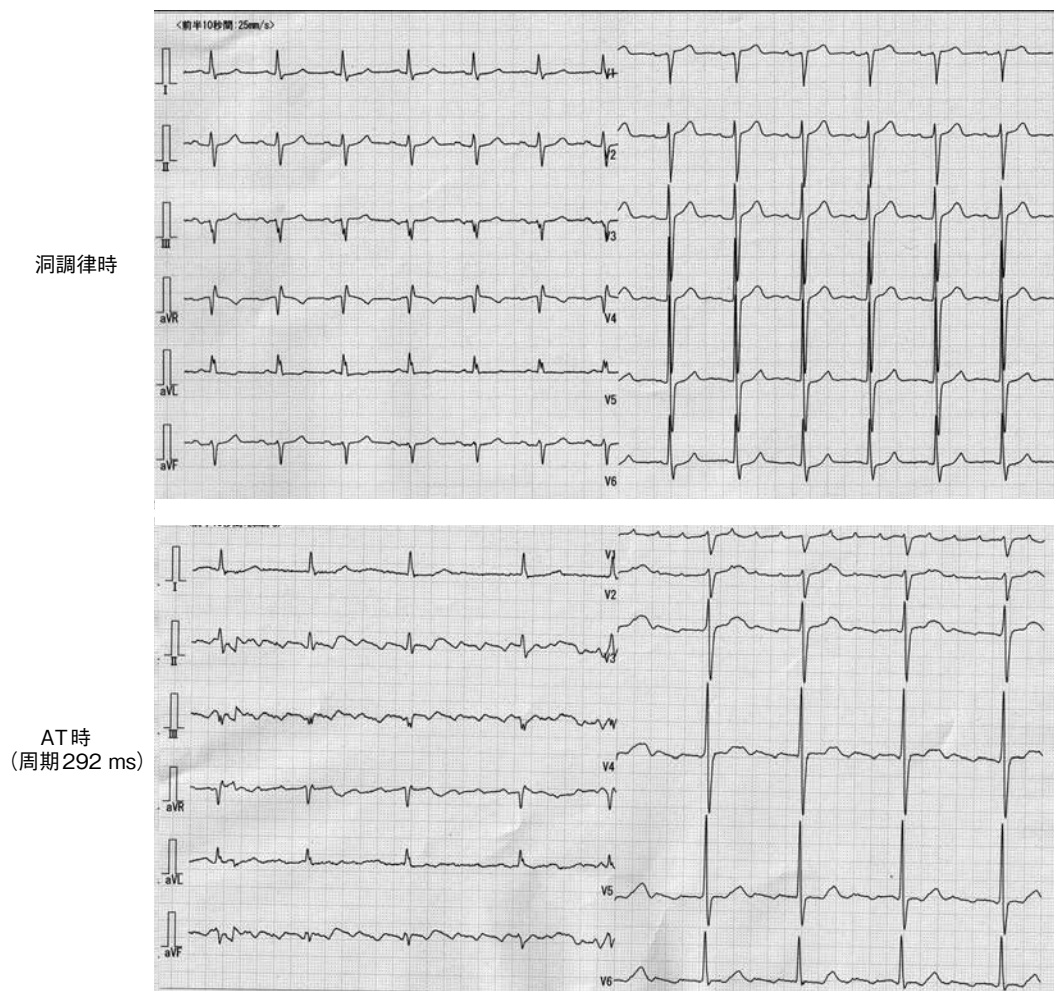 <前半10秒間:25mm/s>
I
II
III
aVR
aVL
aVF
V1
V2
V3
V4
V5
V6
洞調律時
I
II
III
aVR
aVL
aVF
V1
V2
V3
V4
V5
V6
AT時
(周期292 ms)